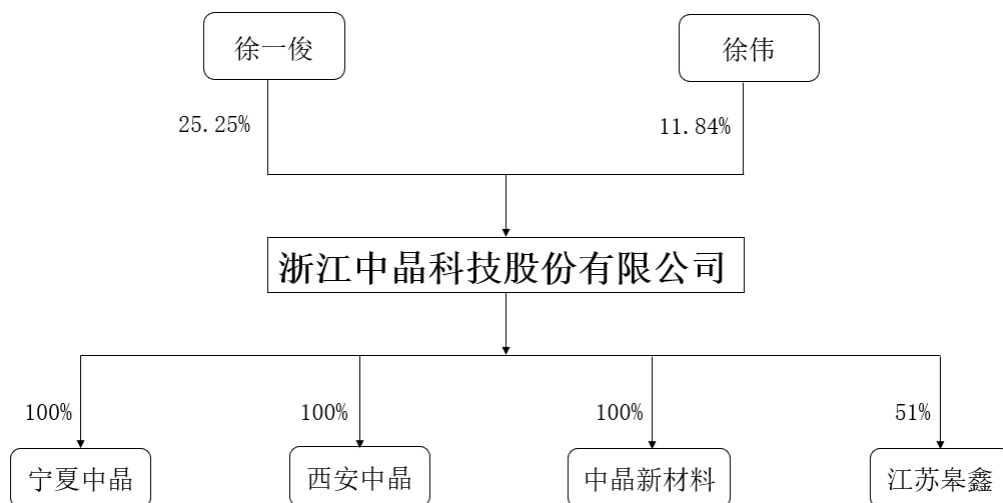 徐一俊
徐伟
25.25%
11.84%
浙江中晶科技股份有限公司
100%
100%
100%
51%
宁夏中晶
西安中晶
中晶新材料
江苏皋鑫